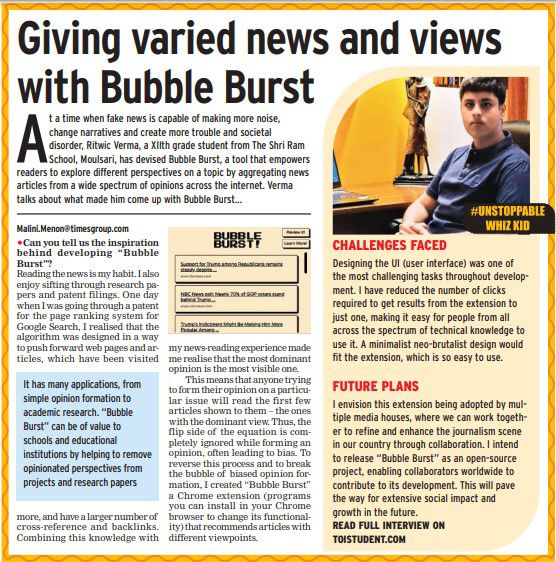 Giving varied news and views
with Bubble Burst
At a time when fake news is capable of making more noise,
change narratives and create more trouble and societal
disorder, Ritwic Verma, a XIIth grade student from The Shri Ram
School, Moulsari, has devised Bubble Burst, a tool that empowers
readers to explore different perspectives on a topic by aggregating news
articles from a wide spectrum of opinions across the internet. Verma
talks about what made him come up with Bubble Burst...
Malini.Menon@timesgroup.com
Can you tell us the inspiration
behind developing “Bubble
Burst”?
Reading the news is my habit. I also
enjoy sifting through research pa-
pers and patent filings. One day
when I was going through a patent
for the page ranking system for
Google Search, I realised that the
algorithm was designed in a way
to push forward web pages and ar-
ticles, which have been visited
It has many applications, from
simple opinion formation to
academic research. “Bubble
Burst” can be of value to
schools and educational
institutions by helping to remove
opinionated perspectives from
projects and research papers
more, and have a larger number of
cross-reference and backlinks.
Combining this knowledge with
BUBBLE
BURST!
Review It!
Learn More!
Support for Trump among Republicans remains
steady despite ...
NBC News poll: Nearly 70% of GOP voters stand
behind Trump ...
Trump's Indictment Might Be Making Him More
Popular Among ...
my news-reading experience made
me realise that the most dominant
opinion is the most visible one.
This means that anyone trying
to form their opinion on a particu-
lar issue will read the first few
articles shown to them – the ones
with the dominant view. Thus, the
flip side of the equation is com-
pletely ignored while forming an
opinion, often leading to bias. To
reverse this process and to break
the bubble of biased opinion for-
mation, I created “Bubble Burst”
a Chrome extension (programs
you can install in your Chrome
browser to change its functional-
ity) that recommends articles with
different viewpoints.
#UNSTOPPABLE
WHIZ KID
CHALLENGES FACED
Designing the UI (user interface) was one of
the most challenging tasks throughout develop-
ment. I have reduced the number of clicks
required to get results from the extension to
just one, making it easy for people from all
across the spectrum of technical knowledge to
use it. A minimalist neo-brutalist design would
fit the extension, which is so easy to use.
FUTURE PLANS
I envision this extension being adopted by mul-
tiple media houses, where we can work togeth-
er to refine and enhance the journalism scene
in our country through collaboration. I intend
to release “Bubble Burst” as an open-source
project, enabling collaborators worldwide to
contribute to its development. This will pave
the way for extensive social impact and
growth in the future.
READ FULL INTERVIEW ON
TOISTUDENT.COM